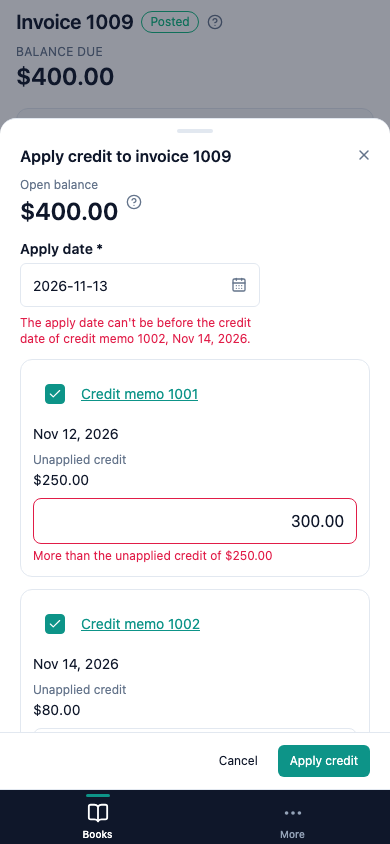 Invoice 1009 Posted
BALANCE DUE
$400.00
Apply credit to invoice 1009
Open balance
$400.00
Apply date *
2026-11-13
The apply date can't be before the credit
date of credit memo 1002, Nov 14, 2026.
Credit memo 1001
Nov 12, 2026
Unapplied credit
$250.00
300.00
More than the unapplied credit of $250.00
Credit memo 1002
Nov 14, 2026
Unapplied credit
$80.00
Cancel Apply credit
Books More